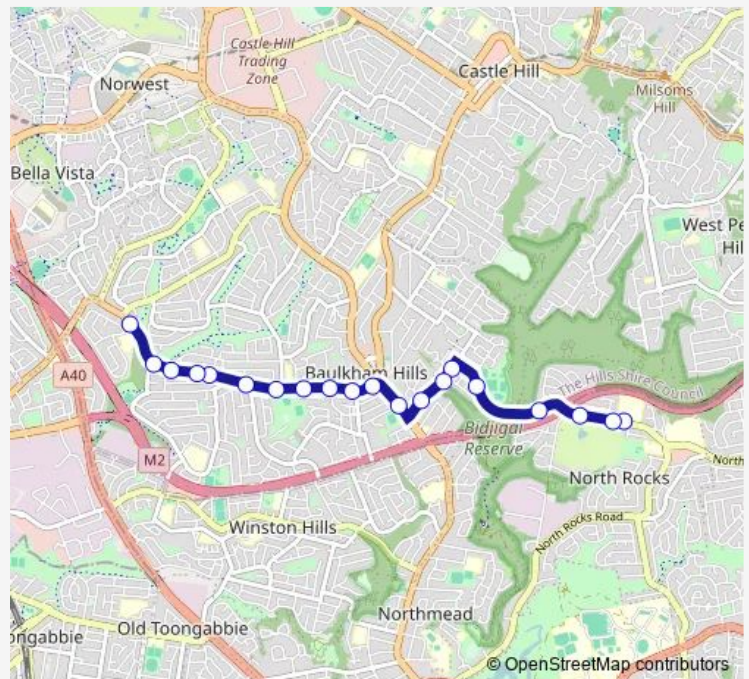 Castle Hill
Trading
Zone
Castle Hill
Norwest
Milsoms
Hill
Bella Vista
West Pe
Hil
Baulkham Hills
A40
The Hills Shire Council
Bidjigal
Reserve
M2
North
North Rocks
North Rocks Road
Winston Hills
Northmead
Old Toongabbie
ongabbie
© OpenStreetMap contributors